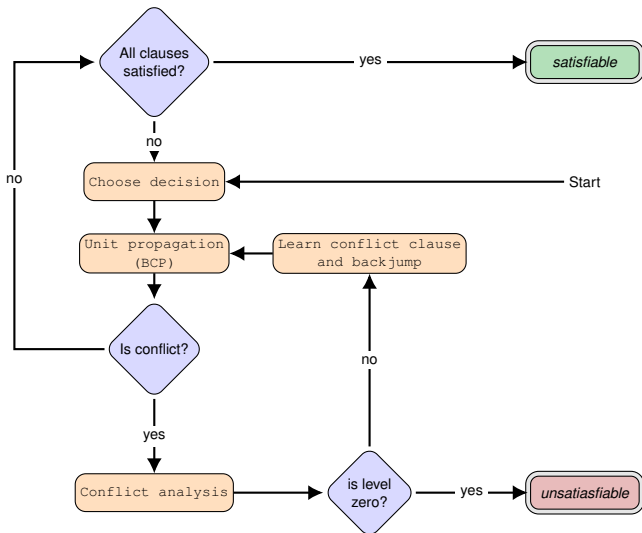 All clauses
satisfied?
yes
satisfiable
no
no
Choose decision
Start
Unit propagation
(BCP)
Learn conflict clause
and backjump
Is conflict?
no
yes
Conflict analysis
is level
zero?
yes
unsatiasfiable